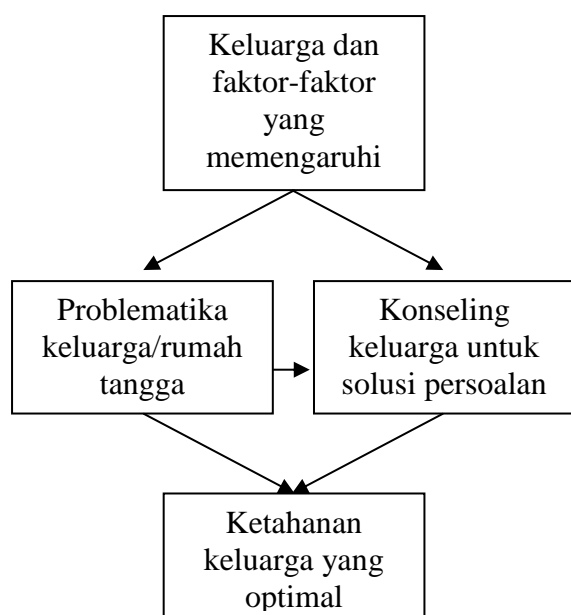 Keluarga dan
faktor-faktor
yang
memengaruhi
Problematika
keluarga/rumah
tangga
Konseling
keluarga untuk
solusi persoalan
Ketahanan
keluarga yang
optimal